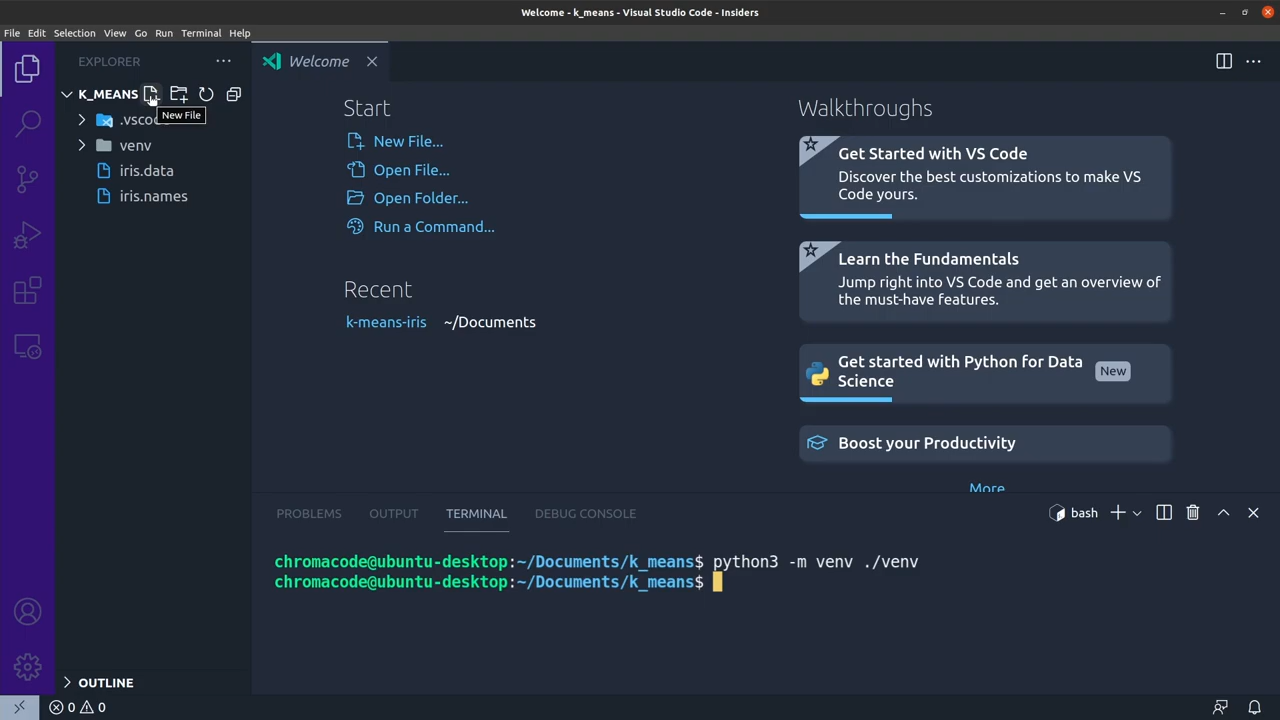 Welcome - k_means - Visual Studio Code - Insiders
File Edit Selection View Go Run Terminal Help
EXPLORER
K_MEANS
New File
.vscode
venv
iris.data
iris.names
OUTLINE
Welcome
Start
New File...
Open File...
Open Folder...
Run a Command...
Recent
k-means-iris ~/Documents
Walkthroughs
Get Started with VS Code
Discover the best customizations to make VS
Code yours.
Learn the Fundamentals
Jump right into VS Code and get an overview of
the must-have features.
Get started with Python for Data
Science
New
Boost your Productivity
More
PROBLEMS OUTPUT TERMINAL DEBUG CONSOLE
bash
chromacode@ubuntu-desktop:~/Documents/k_means$ python3 -m venv ./venv
chromacode@ubuntu-desktop:~/Documents/k_means$
0 0